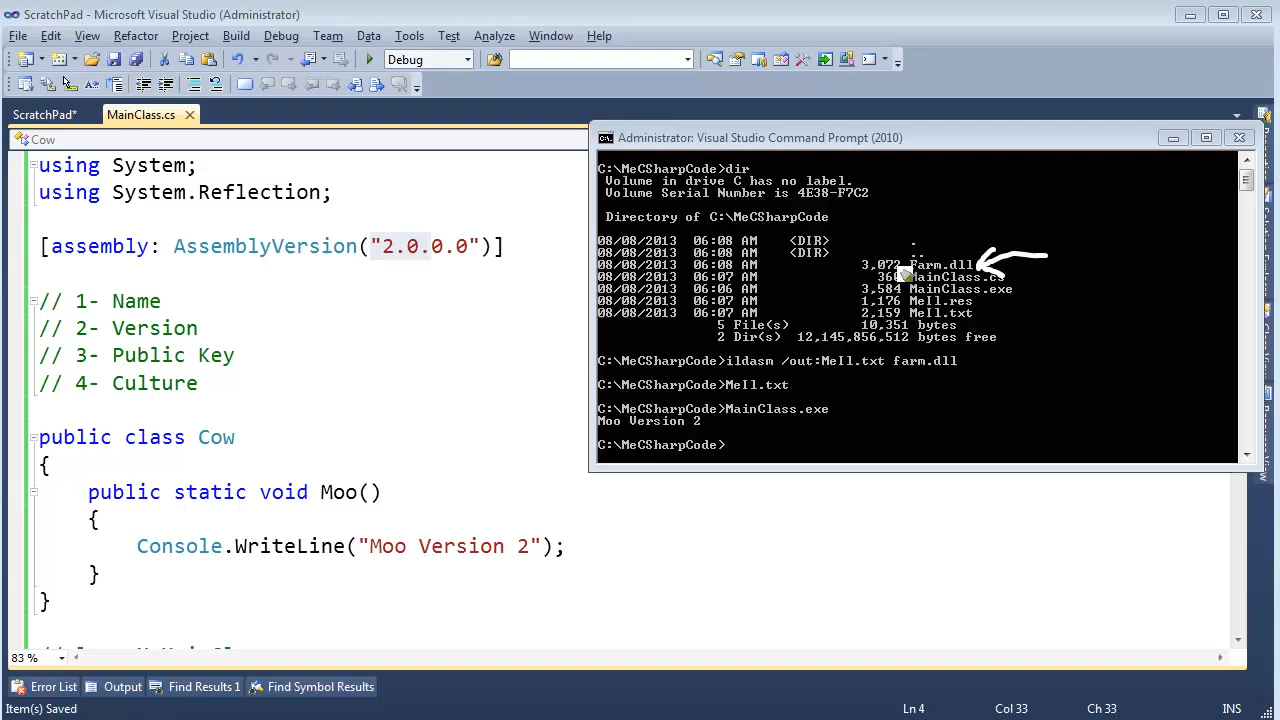 ScratchPad - Microsoft Visual Studio (Administrator)
File Edit View Refactor Project Build Debug Team Data Tools Test Analyze Window Help
Debug
ScratchPad* MainClass.cs
Cow
using System;
using System.Reflection;
[assembly: AssemblyVersion("2.0.0.0")]
// 1- Name
// 2- Version
// 3- Public Key
// 4- Culture
public class Cow
{
public static void Moo()
{
Console.WriteLine("Moo Version 2");
}
}
83 %
Administrator: Visual Studio Command Prompt (2010)
C:\MeCSharpCode>dir
Volume in drive C has no label.
Volume Serial Number is 4E38-F7C2
Directory of C:\MeCSharpCode
08/08/2013 06:08 AM <DIR> .
08/08/2013 06:08 AM <DIR> ..
08/08/2013 06:08 AM 3,072 Farm.dll
08/08/2013 06:07 AM MainClass.cs
08/08/2013 06:07 AM 3,584 MainClass.exe
08/08/2013 06:07 AM 1,176 MeIl.res
08/08/2013 06:07 AM 2,159 MeIl.txt
5 File(s) 10,351 bytes
2 Dir(s) 12,145,856,512 bytes free
C:\MeCSharpCode>ildasm /out:MeIl.txt farm.dll
C:\MeCSharpCode>MeIl.txt
C:\MeCSharpCode>MainClass.exe
Moo Version 2
C:\MeCSharpCode>
Error List Output Find Results 1 Find Symbol Results
Item(s) Saved Ln 4 Col 33 Ch 33 INS